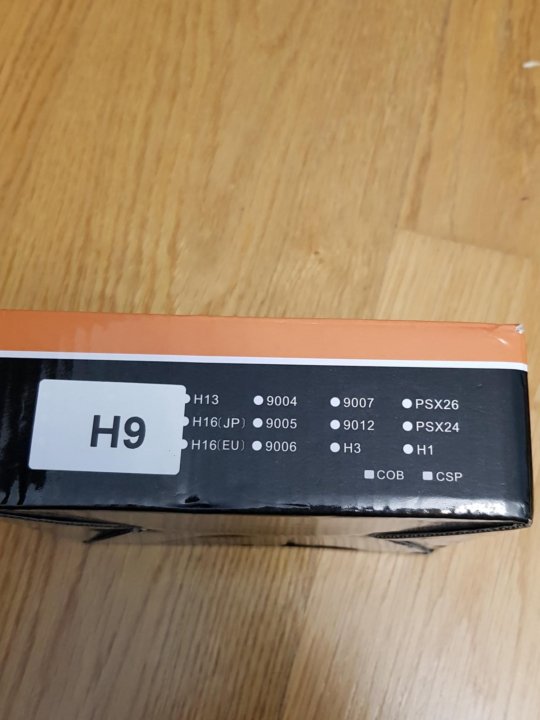 H9
H13 9004 9007 PSX26
H16(JP) 9005 9012 PSX24
H16(EU) 9006 H3 H1
COB CSP